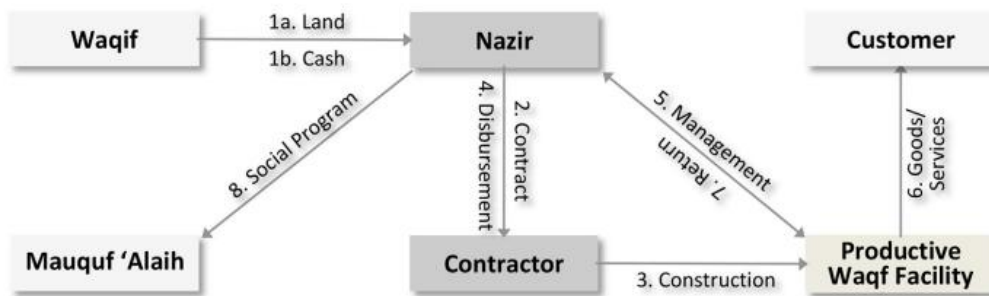 Waqif
1a. Land
1b. Cash
Nazir
Customer
8. Social Program
4. Disbursement
2. Contract
5. Management
7. Return
6. Goods/
Services
Mauquf ‘Alaih
Contractor
3. Construction
Productive
Waqf Facility